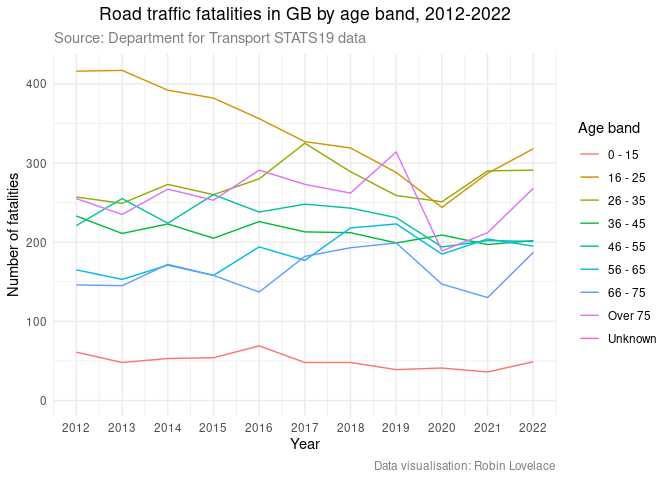 Road traffic fatalities in GB by age band, 2012-2022
Source: Department for Transport STATS19 data
Number of fatalities
400
300
200
100
0
2012 2013 2014 2015 2016 2017 2018 2019 2020 2021 2022
Year
Age band
0 - 15
16 - 25
26 - 35
36 - 45
46 - 55
56 - 65
66 - 75
Over 75
Unknown
Data visualisation: Robin Lovelace